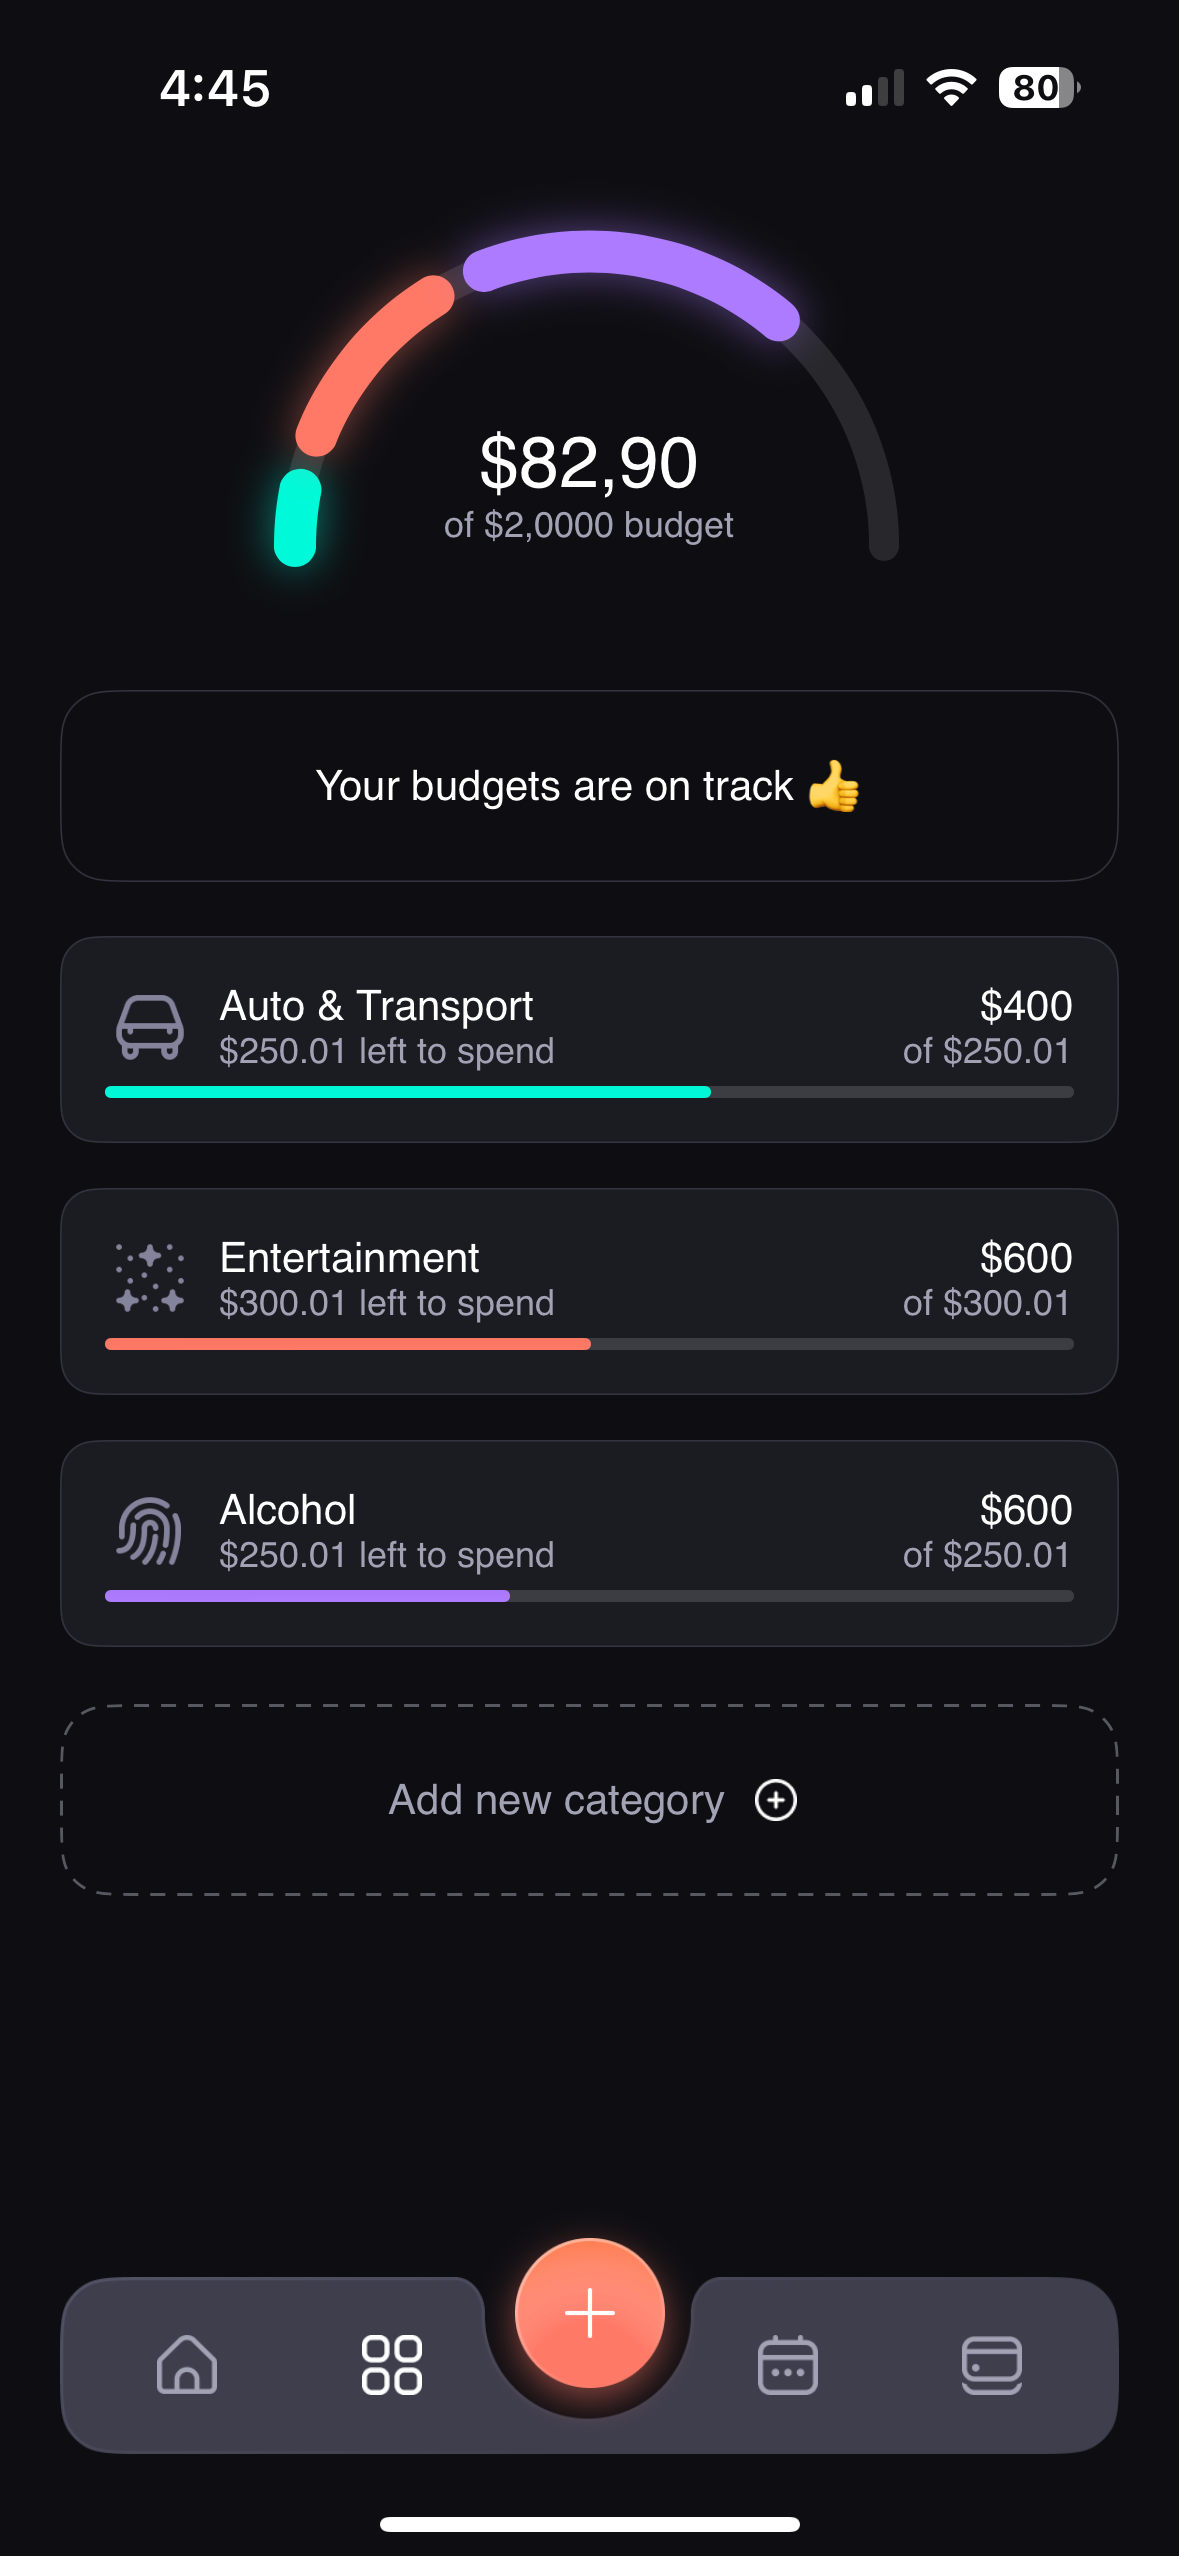 4:45
80
$82,90
of $2,0000 budget
Your budgets are on track 👍
Auto & Transport
$400
$250.01 left to spend
of $250.01
Entertainment
$600
$300.01 left to spend
of $300.01
Alcohol
$600
$250.01 left to spend
of $250.01
Add new category